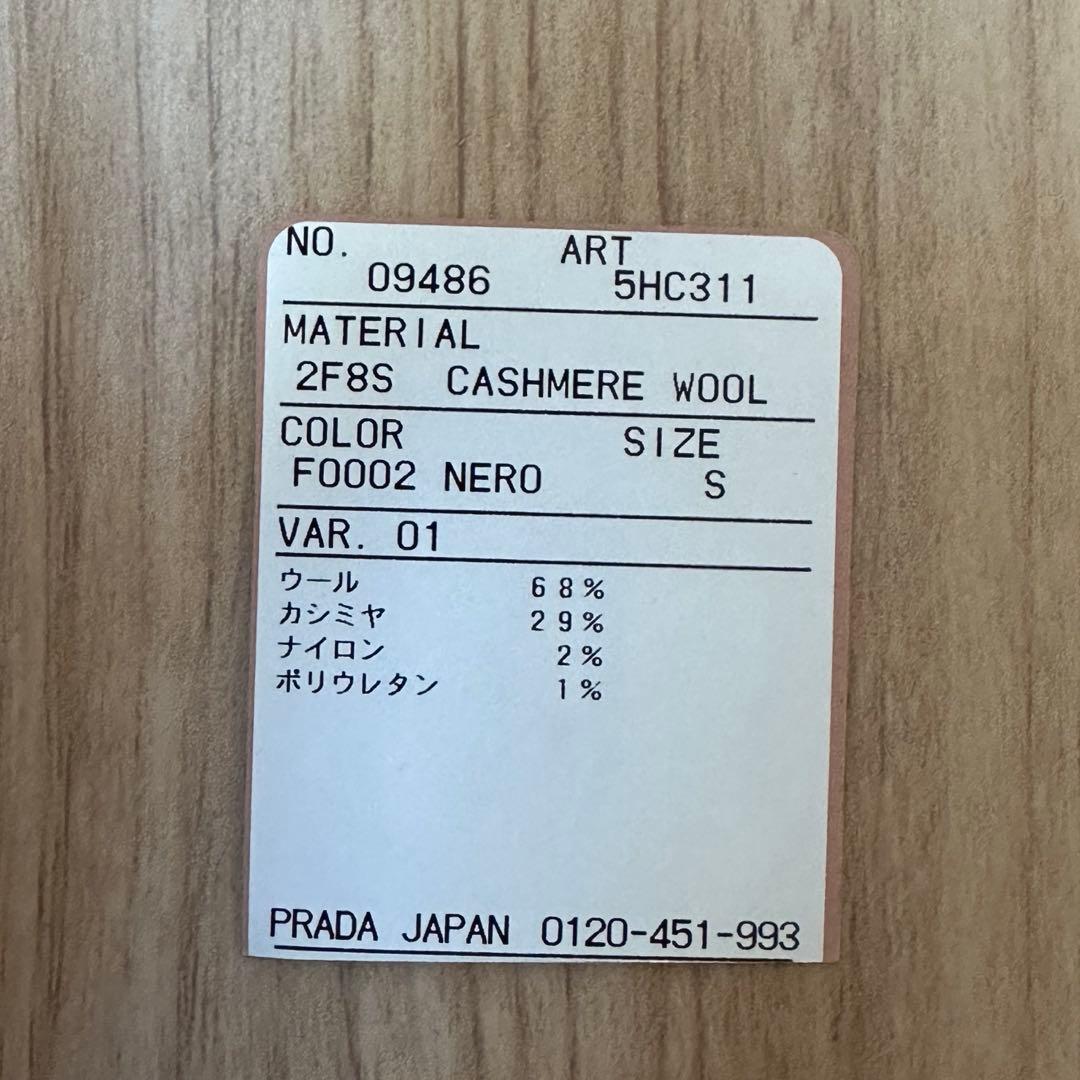 NO. ART
09486 5HC311
MATERIAL
2F8S CASHMERE WOOL
COLOR SIZE
F0002 NERO S
VAR. 01
ウール 68%
カシミヤ 29%
ナイロン 2%
ポリウレタン 1%
PRADA JAPAN 0120-451-993